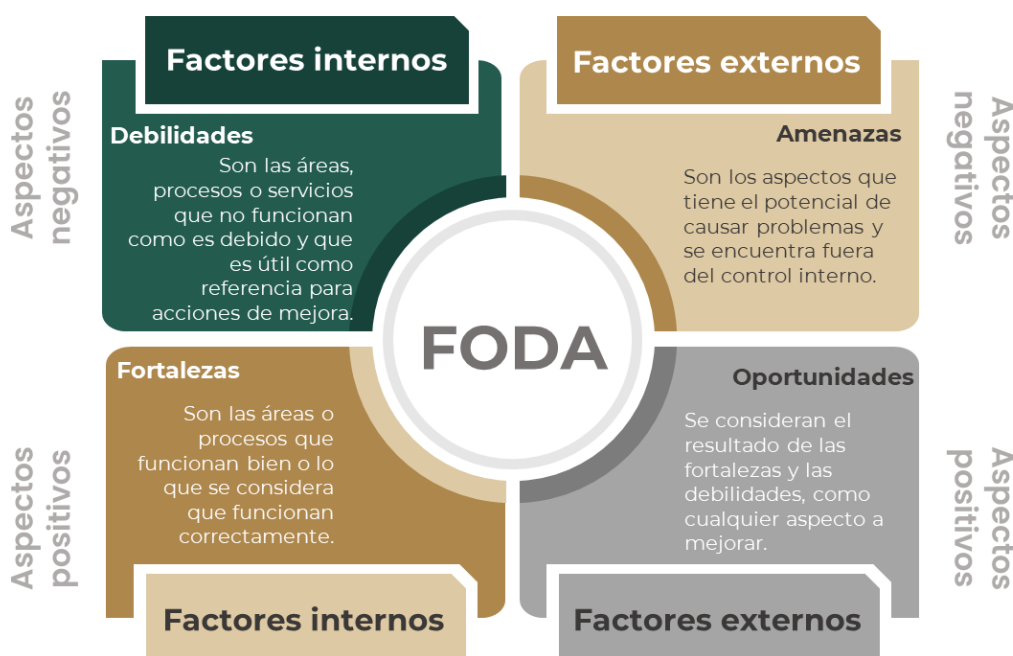 Factores internos
Factores externos
Aspectos
negativos
Debilidades
Son las áreas,
procesos o servicios
que no funcionan
como es debido y que
es útil como
referencia para
acciones de mejora.
Amenazas
Son los aspectos que
tiene el potencial de
causar problemas y
se encuentra fuera
del control interno.
Aspectos
negativos
FODA
Aspectos
positivos
Fortalezas
Son las áreas o
procesos que
funcionan bien o lo
que se considera
que funcionan
correctamente.
Oportunidades
Se consideran el
resultado de las
fortalezas y las
debilidades, como
cualquier aspecto a
mejorar.
Aspectos
positivos
Factores internos
Factores externos